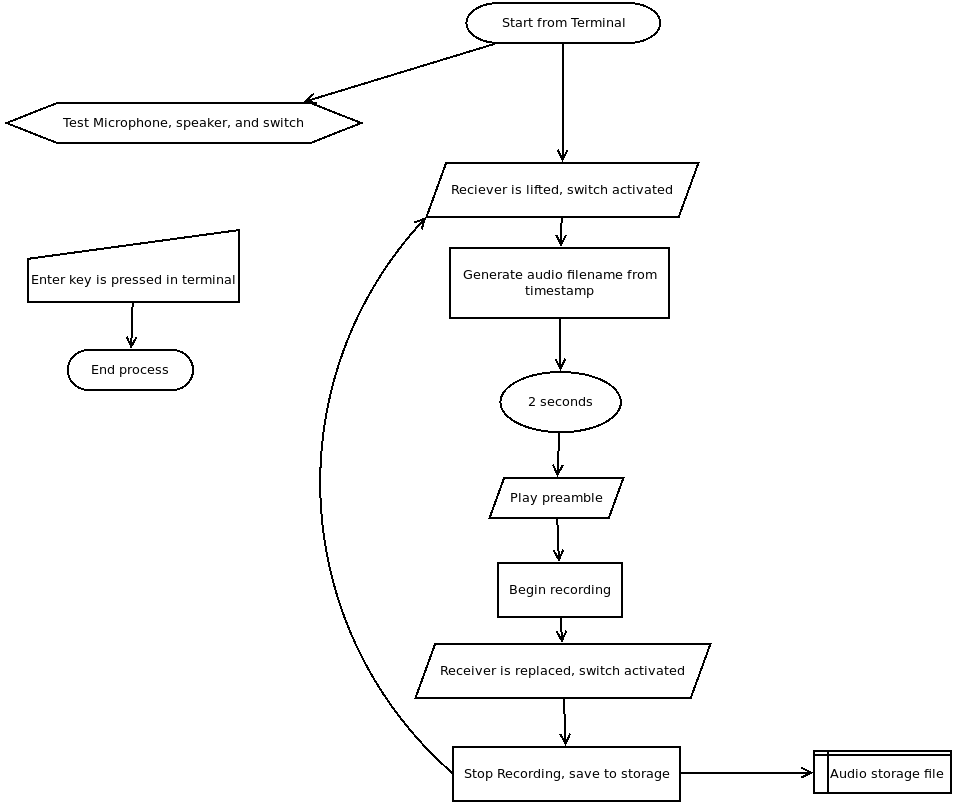 Start from Terminal
Test Microphone, speaker, and switch
Reciever is lifted, switch activated
Enter key is pressed in terminal
Generate audio filename from
timestamp
End process
2 seconds
Play preamble
Begin recording
Receiver is replaced, switch activated
Stop Recording, save to storage
Audio storage file